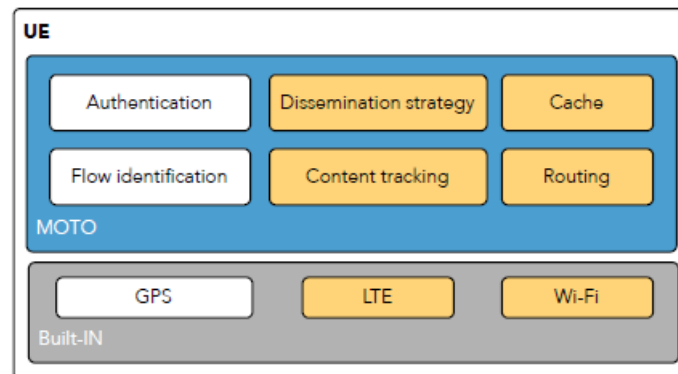 UE
Authentication
Dissemination strategy
Cache
Flow identification
Content tracking
Routing
MOTO
GPS
LTE
Wi-Fi
Built-IN